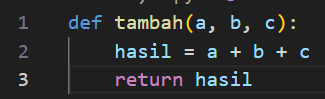 1 def tambah(a, b, c):
2     hasil = a + b + c
3     return hasil